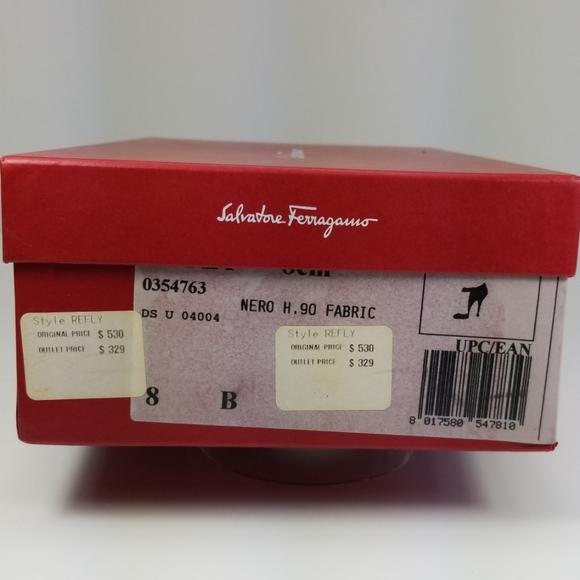 Salvatore Ferragamo
0354763
NERO H.90 FABRIC
DS U 04004
Style REFLY
ORIGINAL PRICE $ 530
OUTLET PRICE $ 329
Style REFLY
ORIGINAL PRICE $ 530
OUTLET PRICE $ 329
8 B
UPC/EAN
8 017580 547810